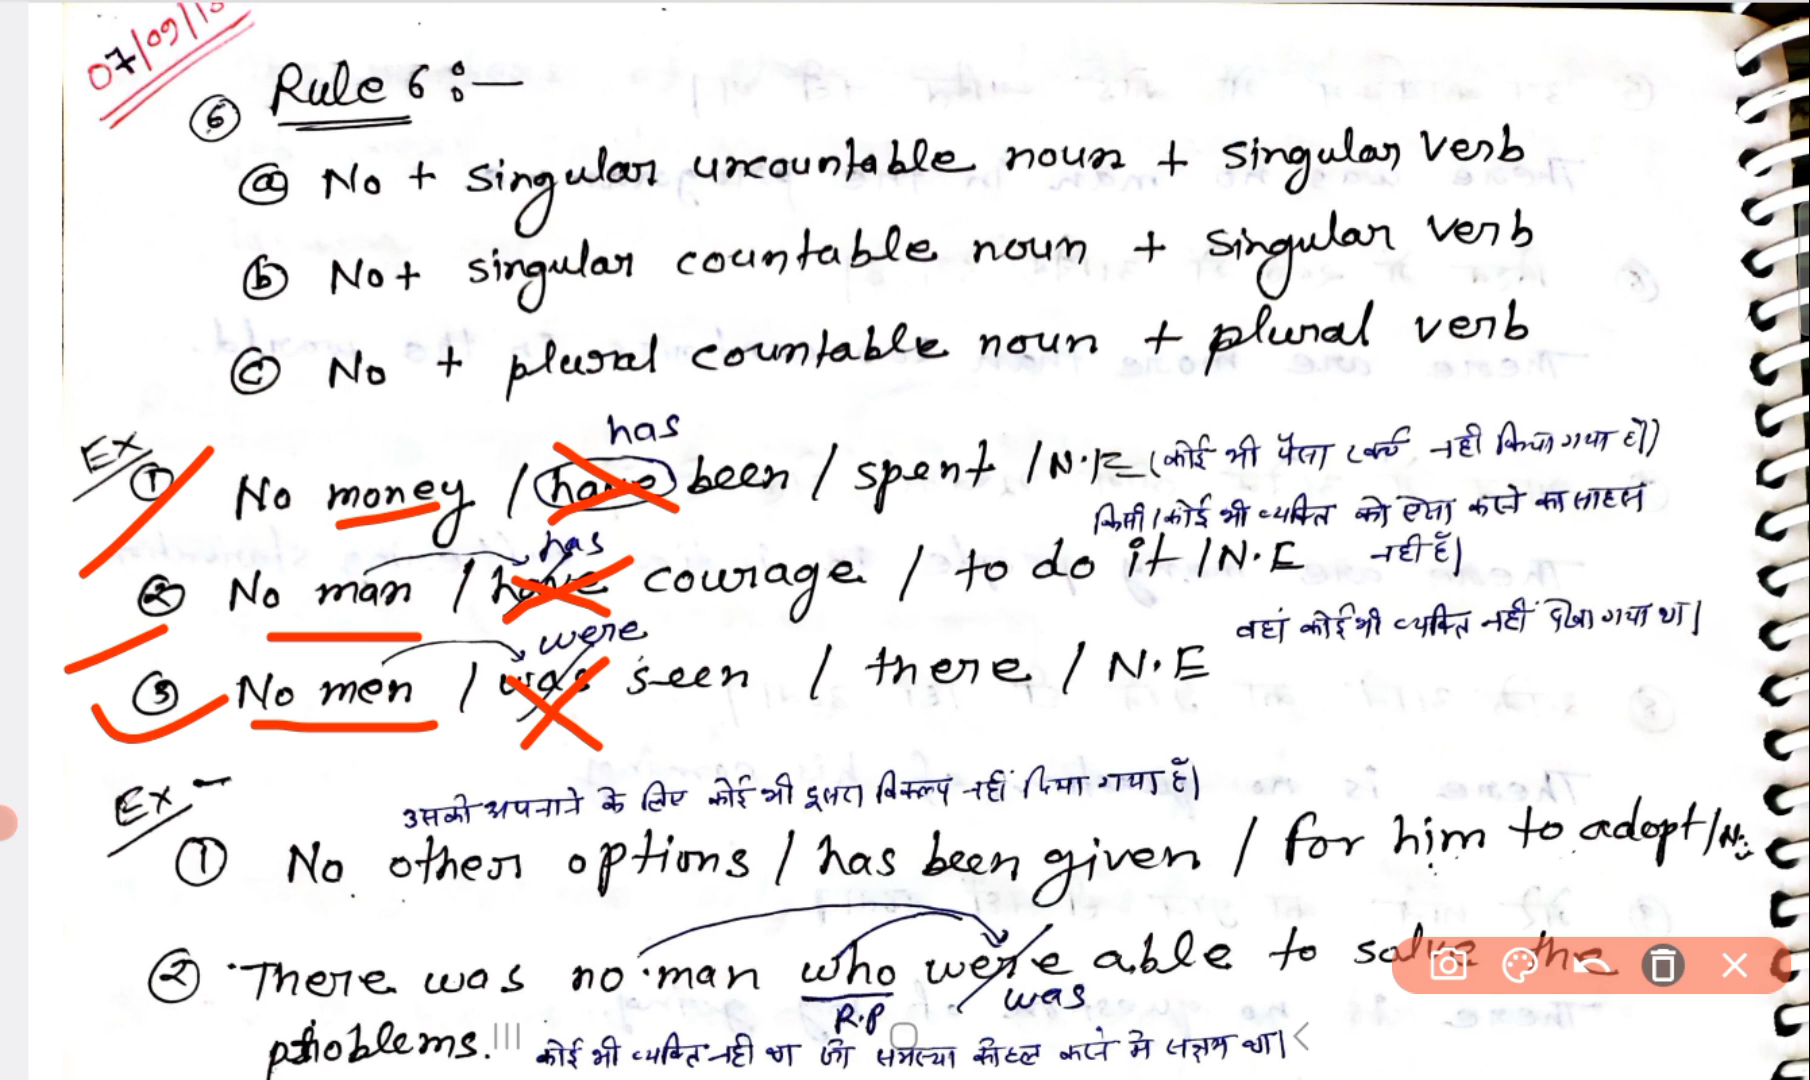 07/09/18
⑥ Rule 6:—
ⓐ No + singular uncountable noun + singular verb
ⓑ No + singular countable noun + singular verb
ⓒ No + plural countable noun + plural verb
Ex
has
① No money / have been / spent / N.E (कोई भी पैसा खर्च नहीं किया गया है)
किसी / कोई भी व्यक्ति को ऐसा करने का साहस नहीं है|
has
② No man / have courage / to do it / N.E
were
वहां कोई भी व्यक्ति नहीं देखा गया था|
③ No men / was seen / there / N.E
Ex -
उसको अपनाने के लिए कोई भी दूसरा विकल्प नहीं दिया गया है|
① No other options / has been given / for him to adopt / N.
② There was no man who were able to solve the
R.P was
problems.
कोई भी व्यक्ति नहीं था जो समस्या को हल करने में सक्षम था|